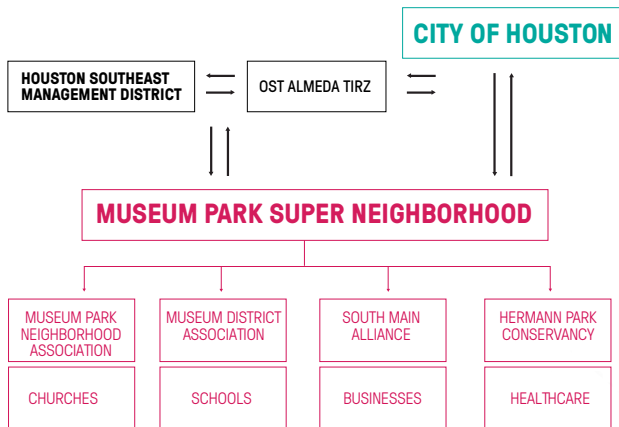 CITY OF HOUSTON
HOUSTON SOUTHEAST
MANAGEMENT DISTRICT
OST ALMEDA TIRZ
MUSEUM PARK SUPER NEIGHBORHOOD
MUSEUM PARK
NEIGHBORHOOD
ASSOCIATION
MUSEUM DISTRICT
ASSOCIATION
SOUTH MAIN
ALLIANCE
HERMANN PARK
CONSERVANCY
CHURCHES
SCHOOLS
BUSINESSES
HEALTHCARE